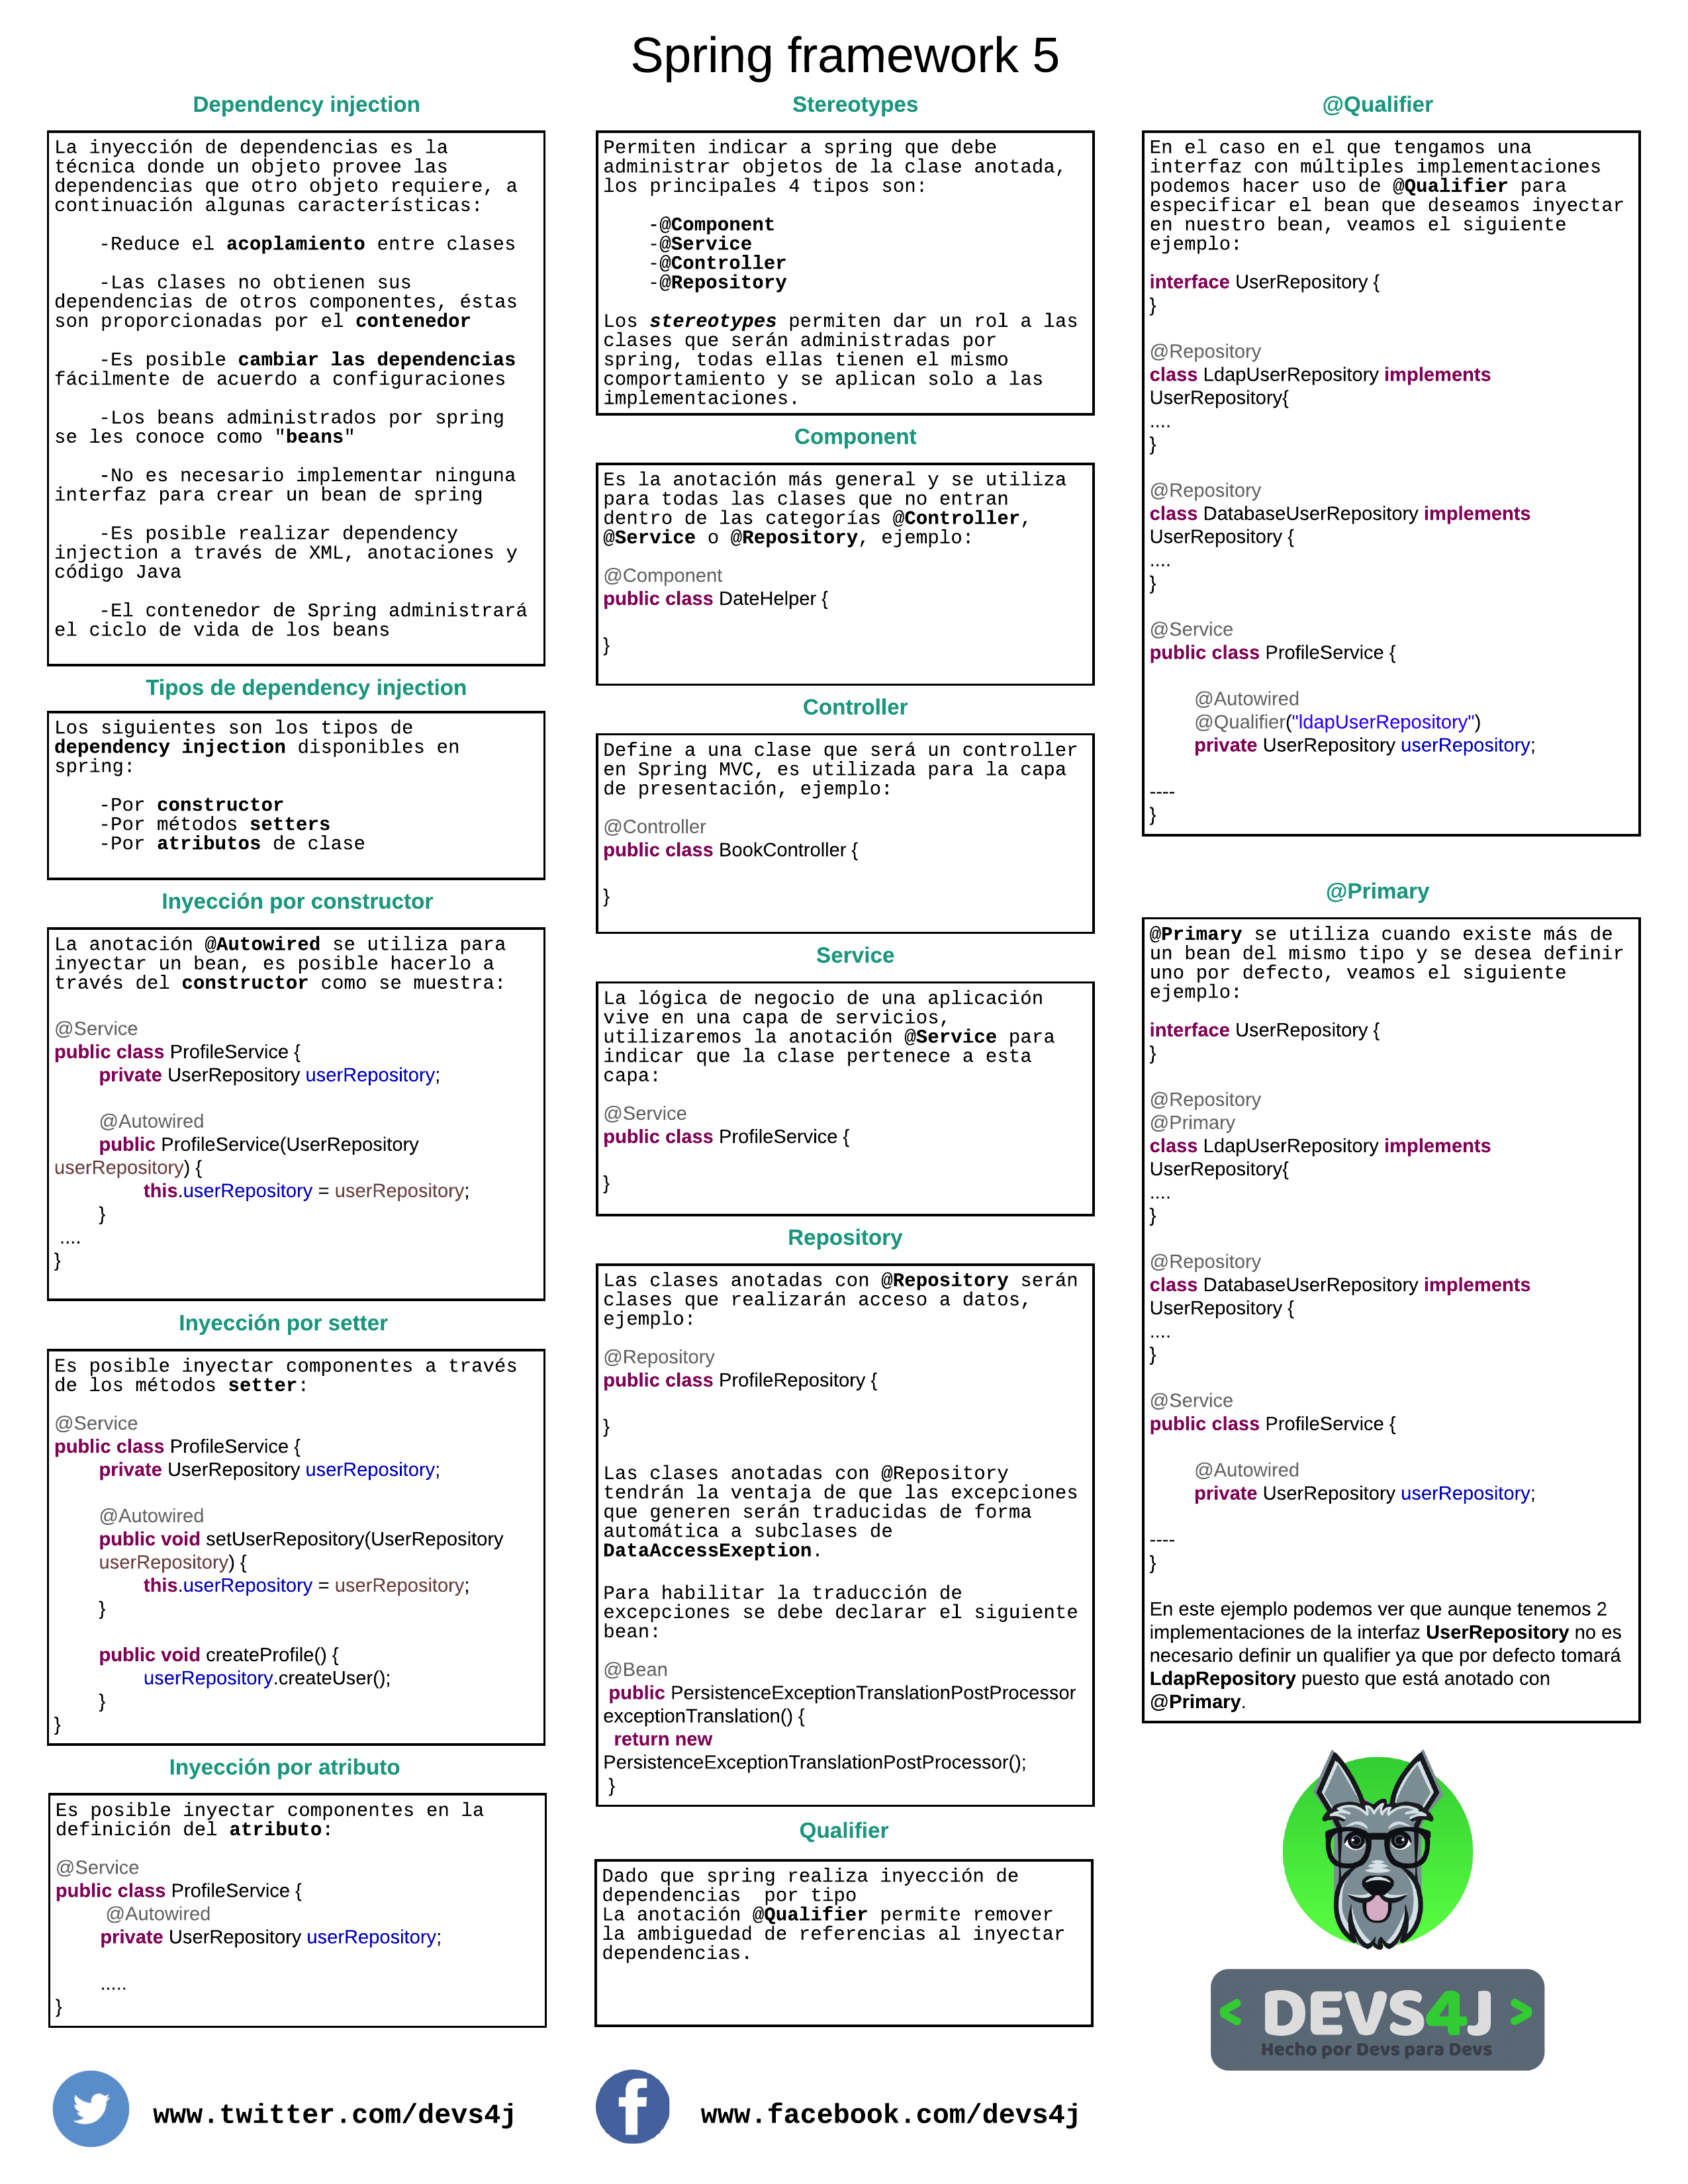 Spring framework 5
Dependency injection
La inyección de dependencias es la
técnica donde un objeto provee las
dependencias que otro objeto requiere, a
continuación algunas características:
-Reduce el acoplamiento entre clases
-Las clases no obtienen sus
dependencias de otros componentes, éstas
son proporcionadas por el contenedor
-Es posible cambiar las dependencias
fácilmente de acuerdo a configuraciones
-Los beans administrados por spring
se les conoce como "beans"
-No es necesario implementar ninguna
interfaz para crear un bean de spring
-Es posible realizar dependency
injection a través de XML, anotaciones y
código Java
-El contenedor de Spring administrará
el ciclo de vida de los beans
Tipos de dependency injection
Los siguientes son los tipos de
dependency injection disponibles en
spring:
-Por constructor
-Por métodos setters
-Por atributos de clase
Inyección por constructor
La anotación @Autowired se utiliza para
inyectar un bean, es posible hacerlo a
través del constructor como se muestra:
@Service
public class ProfileService {
private UserRepository userRepository;
@Autowired
public ProfileService(UserRepository
userRepository) {
this.userRepository = userRepository;
}
....
}
Inyección por setter
Es posible inyectar componentes a través
de los métodos setter:
@Service
public class ProfileService {
private UserRepository userRepository;
@Autowired
public void setUserRepository(UserRepository
userRepository) {
this.userRepository = userRepository;
}
public void createProfile() {
userRepository.createUser();
}
}
Inyección por atributo
Es posible inyectar componentes en la
definición del atributo:
@Service
public class ProfileService {
@Autowired
private UserRepository userRepository;
.....
}
www.twitter.com/devs4j
Stereotypes
Permiten indicar a spring que debe
administrar objetos de la clase anotada,
los principales 4 tipos son:
-@Component
-@Service
-@Controller
-@Repository
Los stereotypes permiten dar un rol a las
clases que serán administradas por
spring, todas ellas tienen el mismo
comportamiento y se aplican solo a las
implementaciones.
Component
Es la anotación más general y se utiliza
para todas las clases que no entran
dentro de las categorías @Controller,
@Service o @Repository, ejemplo:
@Component
public class DateHelper {
}
Controller
Define a una clase que será un controller
en Spring MVC, es utilizada para la capa
de presentación, ejemplo:
@Controller
public class BookController {
}
Service
La lógica de negocio de una aplicación
vive en una capa de servicios,
utilizaremos la anotación @Service para
indicar que la clase pertenece a esta
capa:
@Service
public class ProfileService {
}
Repository
Las clases anotadas con @Repository serán
clases que realizarán acceso a datos,
ejemplo:
@Repository
public class ProfileRepository {
}
Las clases anotadas con @Repository
tendrán la ventaja de que las excepciones
que generen serán traducidas de forma
automática a subclases de
DataAccessExeption.
Para habilitar la traducción de
excepciones se debe declarar el siguiente
bean:
@Bean
public PersistenceExceptionTranslationPostProcessor
exceptionTranslation() {
return new
PersistenceExceptionTranslationPostProcessor();
}
Qualifier
Dado que spring realiza inyección de
dependencias  por tipo
La anotación @Qualifier permite remover
la ambiguedad de referencias al inyectar
dependencias.
www.facebook.com/devs4j
@Qualifier
En el caso en el que tengamos una
interfaz con múltiples implementaciones
podemos hacer uso de @Qualifier para
especificar el bean que deseamos inyectar
en nuestro bean, veamos el siguiente
ejemplo:
interface UserRepository {
}
@Repository
class LdapUserRepository implements
UserRepository{
....
}
@Repository
class DatabaseUserRepository implements
UserRepository {
....
}
@Service
public class ProfileService {
@Autowired
@Qualifier("ldapUserRepository")
private UserRepository userRepository;
----
}
@Primary
@Primary se utiliza cuando existe más de
un bean del mismo tipo y se desea definir
uno por defecto, veamos el siguiente
ejemplo:
interface UserRepository {
}
@Repository
@Primary
class LdapUserRepository implements
UserRepository{
....
}
@Repository
class DatabaseUserRepository implements
UserRepository {
....
}
@Service
public class ProfileService {
@Autowired
private UserRepository userRepository;
----
}
En este ejemplo podemos ver que aunque tenemos 2
implementaciones de la interfaz UserRepository no es
necesario definir un qualifier ya que por defecto tomará
LdapRepository puesto que está anotado con
@Primary.
< DEVS4J >
Hecho por Devs para Devs